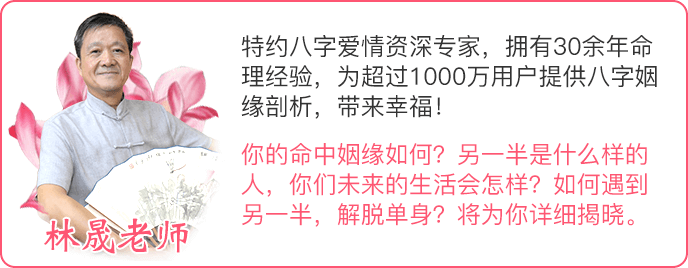 特约八字爱情资深专家，拥有30余年命
理经验，为超过1000万用户提供八字姻
缘剖析，带来幸福！
你的命中姻缘如何？另一半是什么样的
人，你们未来的生活会怎样？如何遇到
另一半，解脱单身？将为你详细揭晓。
林晟老师